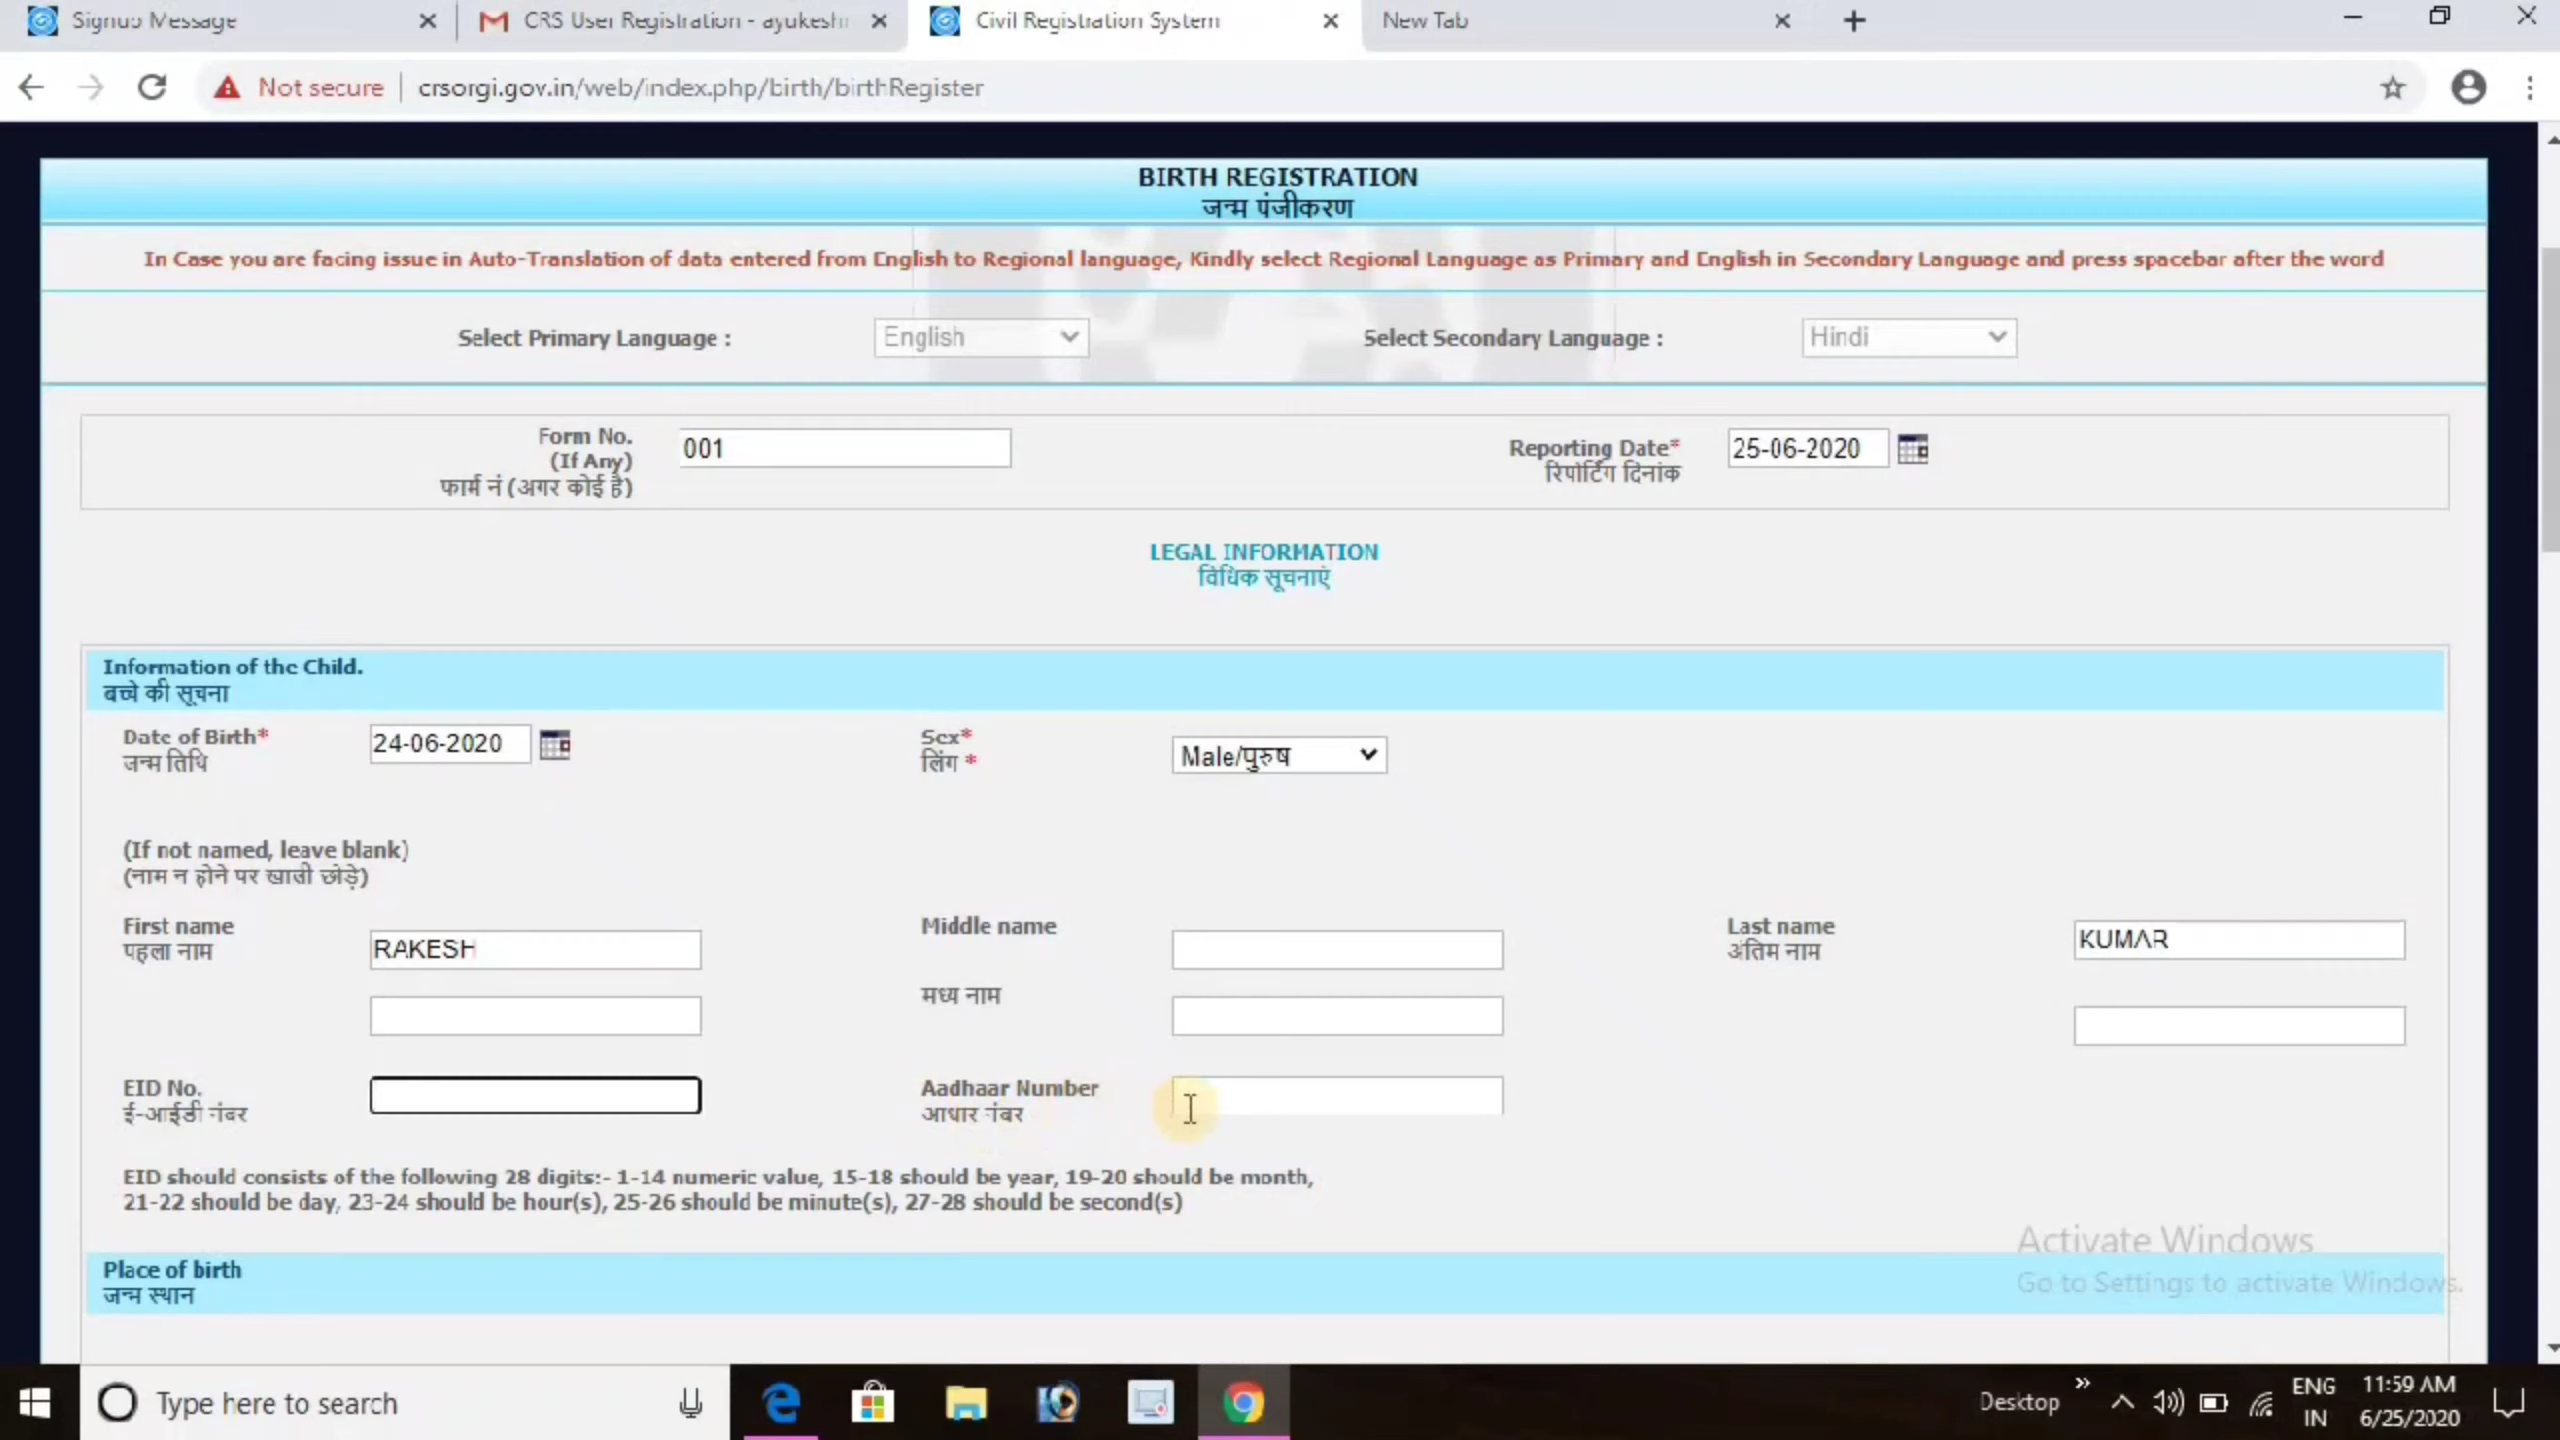 Signup Message
CRS User Registration - ayukeshr
Civil Registration System
New Tab
Not secure
crsorgi.gov.in/web/index.php/birth/birthRegister
BIRTH REGISTRATION
जन्म पंजीकरण
In Case you are facing issue in Auto-Translation of data entered from English to Regional language, Kindly select Regional Language as Primary and English in Secondary Language and press spacebar after the word
Select Primary Language :
English
Select Secondary Language :
Hindi
Form No.
(If Any)
फार्म नं (अगर कोई है)
001
Reporting Date*
रिपोर्टिंग दिनांक
25-06-2020
LEGAL INFORMATION
विधिक सूचनाएं
Information of the Child.
बच्चे की सूचना
Date of Birth*
जन्म तिथि
24-06-2020
Sex*
लिंग *
Male/पुरुष
(If not named, leave blank)
(नाम न होने पर खाली छोड़े)
First name
पहला नाम
RAKESH
Middle name
मध्य नाम
Last name
अंतिम नाम
KUMAR
EID No.
ई-आईडी नंबर
Aadhaar Number
आधार नंबर
EID should consists of the following 28 digits:- 1-14 numeric value, 15-18 should be year, 19-20 should be month,
21-22 should be day, 23-24 should be hour(s), 25-26 should be minute(s), 27-28 should be second(s)
Activate Windows
Go to Settings to activate Windows.
Place of birth
जन्म स्थान
Type here to search
Desktop
ENG
IN
11:59 AM
6/25/2020